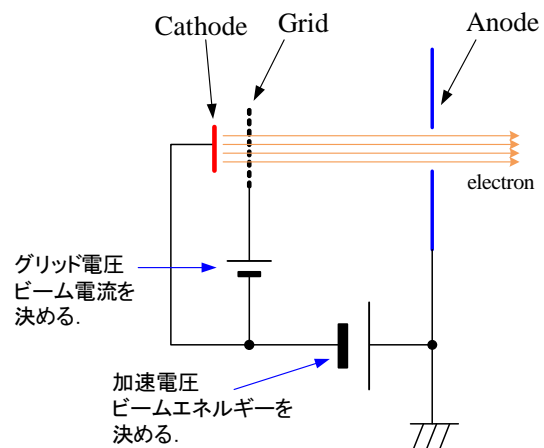 Cathode
Grid
Anode
electron
グリッド電圧
ビーム電流を
決める.
加速電圧
ビームエネルギーを
決める.